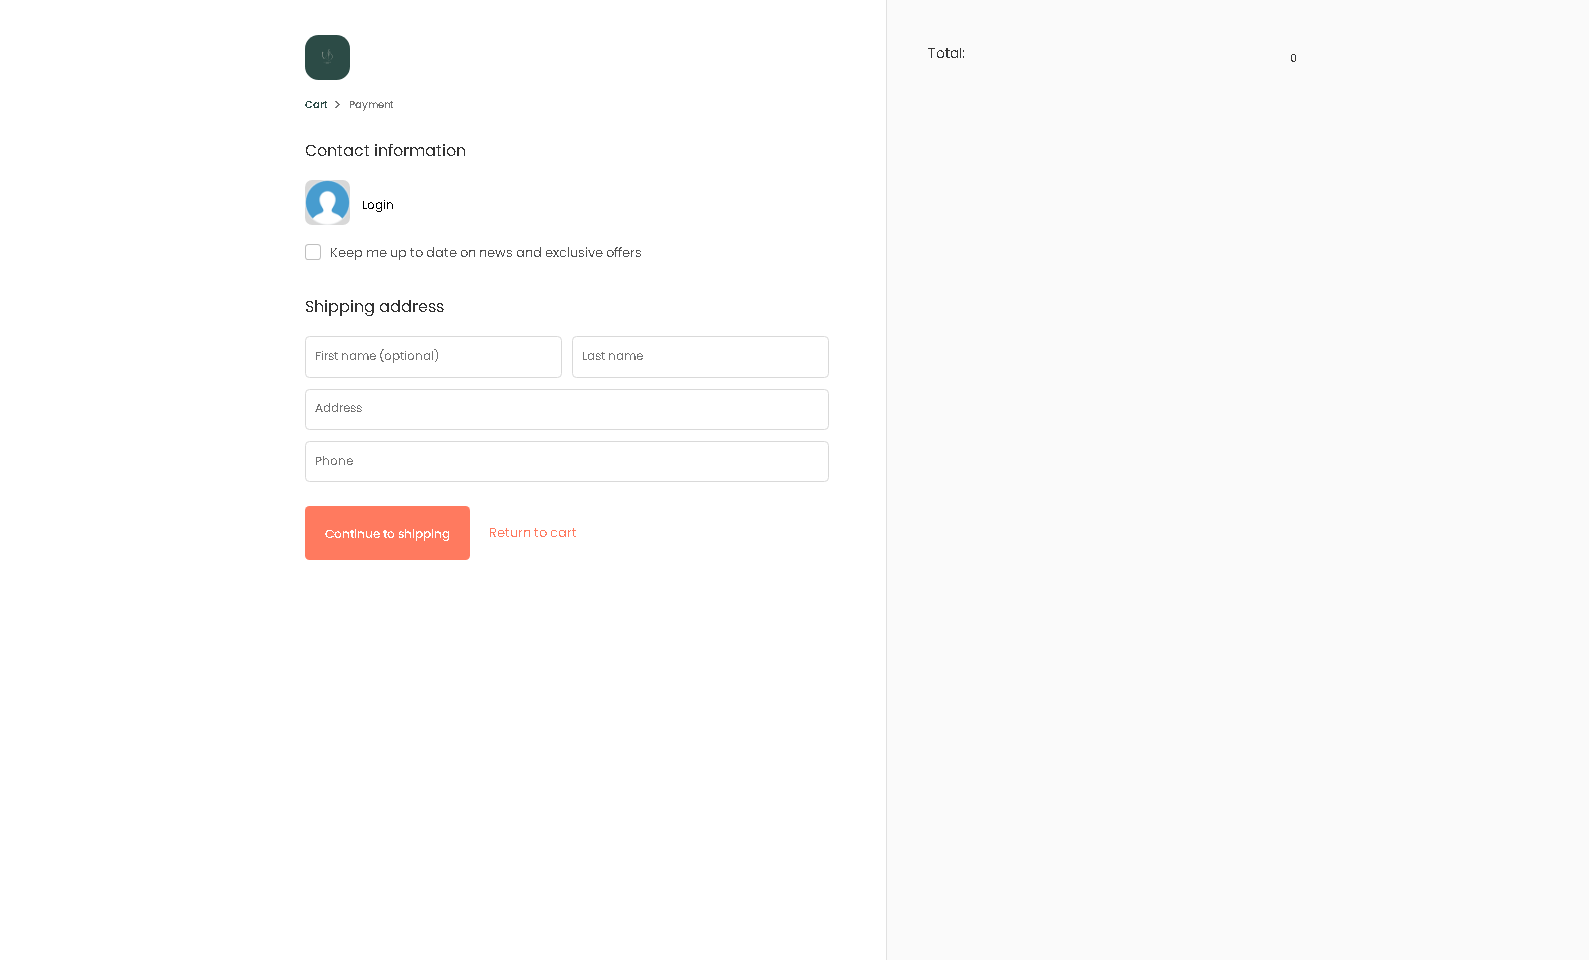 Cart > Payment
Contact information
Login
Keep me up to date on news and exclusive offers
Shipping address
First name (optional) Last name
Address
Phone
Continue to shipping Return to cart
Total: 0